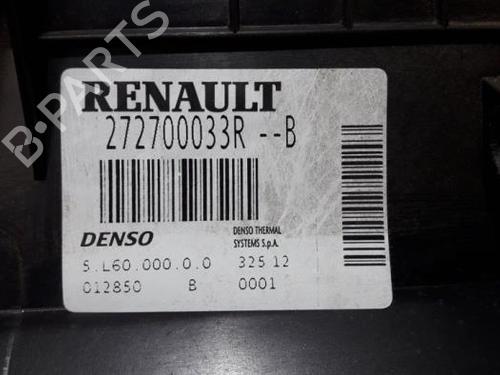 B-PARTS
RENAULT
272700033R --B
DENSO
DENSO THERMAL
SYSTEMS S.p.A.
5.L60.000.0.0 325 12
012850 B 0001